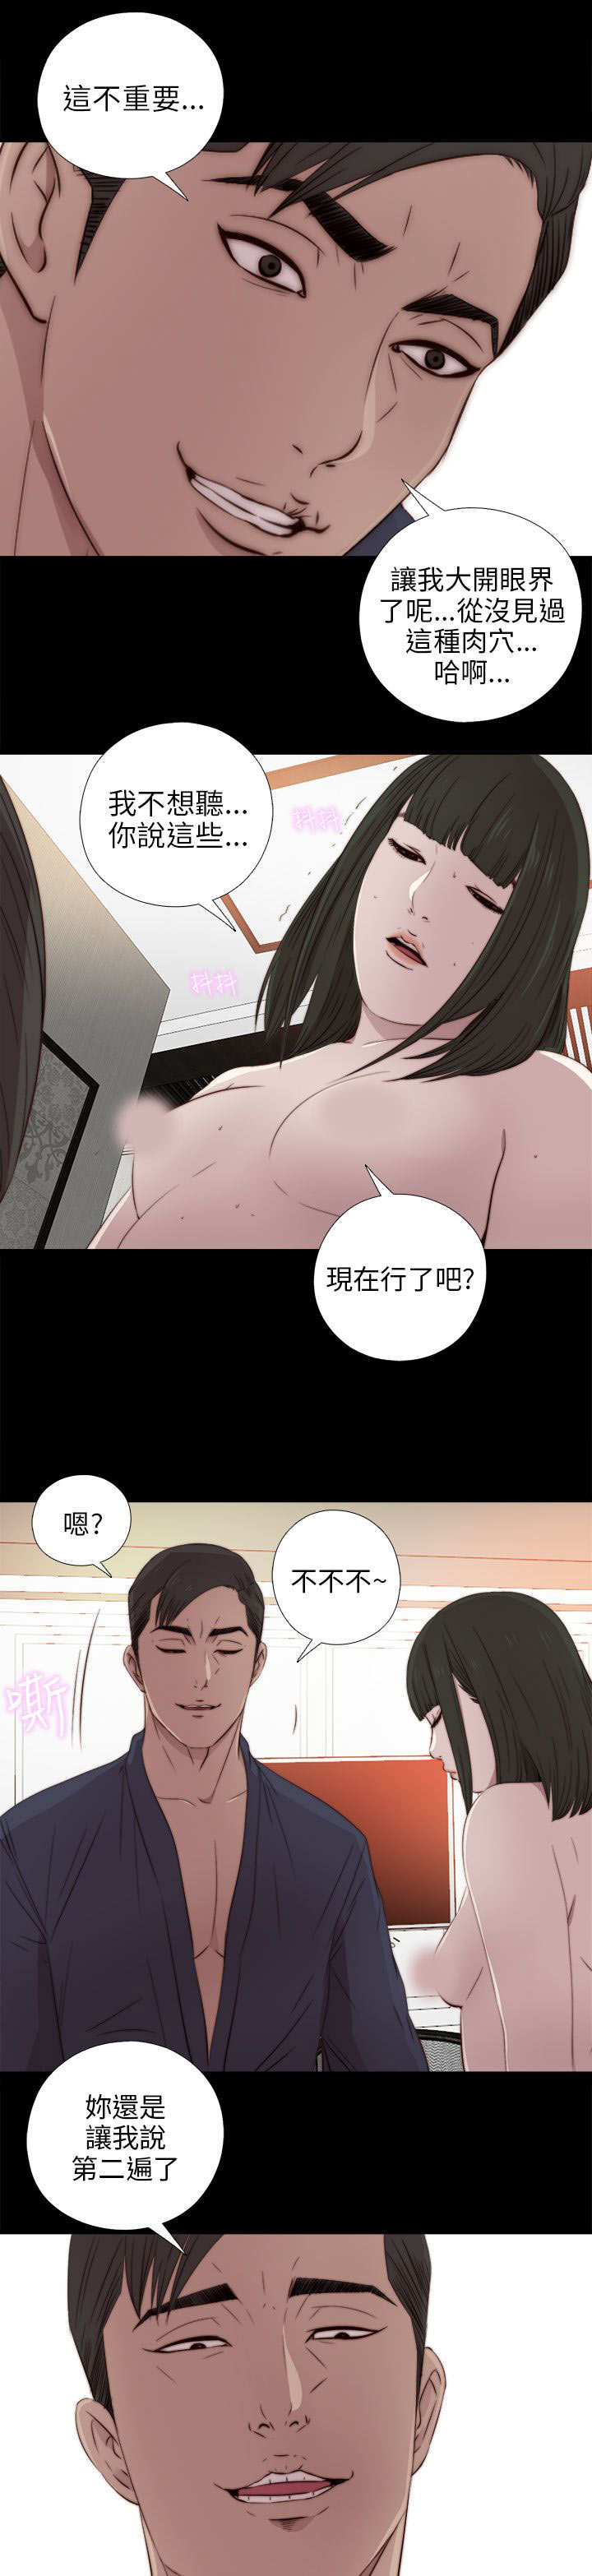 這不重要...
讓我大開眼界
了呢...從沒見過
這種肉穴...
哈啊...
我不想聽...
你說這些...
抖抖
抖抖
現在行了吧?
嗯?
不不不~
嘶
妳還是
讓我說
第二遍了